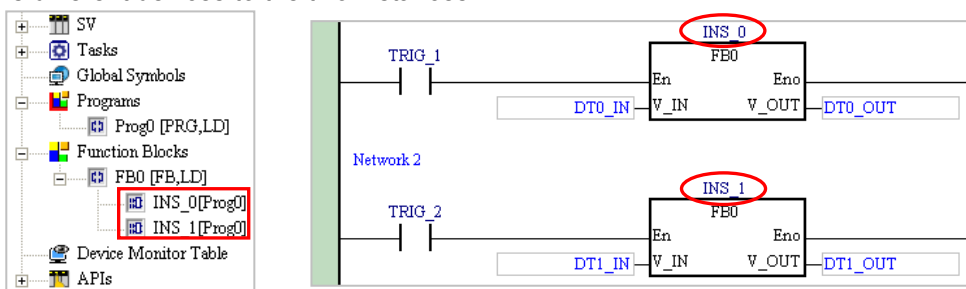 SV
Tasks
Global Symbols
Programs
Prog0 [PRG,LD]
Function Blocks
FB0 [FB,LD]
INS_0[Prog0]
INS_1[Prog0]
Device Monitor Table
APIs
INS_0
TRIG_1
FB0
En Eno
DT0_IN V_IN V_OUT DT0_OUT
Network 2
INS_1
TRIG_2
FB0
En Eno
DT1_IN V_IN V_OUT DT1_OUT